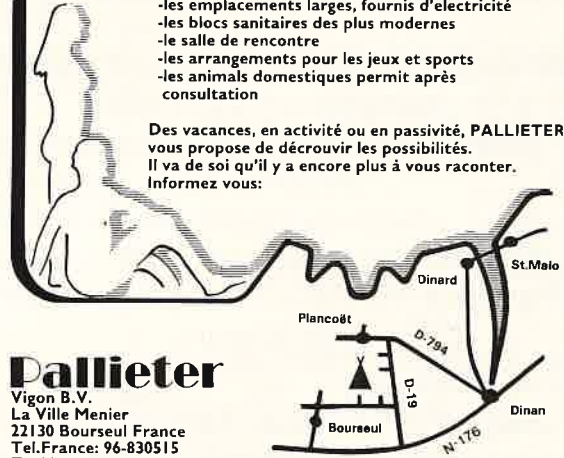 -les emplacements larges, fournis d'electricité
-les blocs sanitaires des plus modernes
-le salle de rencontre
-les arrangements pour les jeux et sports
-les animals domestiques permit après
consultation
Des vacances, en activité ou en passivité, PALLIETER
vous propose de décrouvir les possibilités.
Il va de soi qu'il y a encore plus à vous raconter.
Informez vous:
Dinard
St.Malo
Plancoët
D-794
D-19
Dinan
Bourseul
N-176
Pallieter
Vigon B.V.
La Ville Menier
22130 Bourseul France
Tel.France: 96-830515